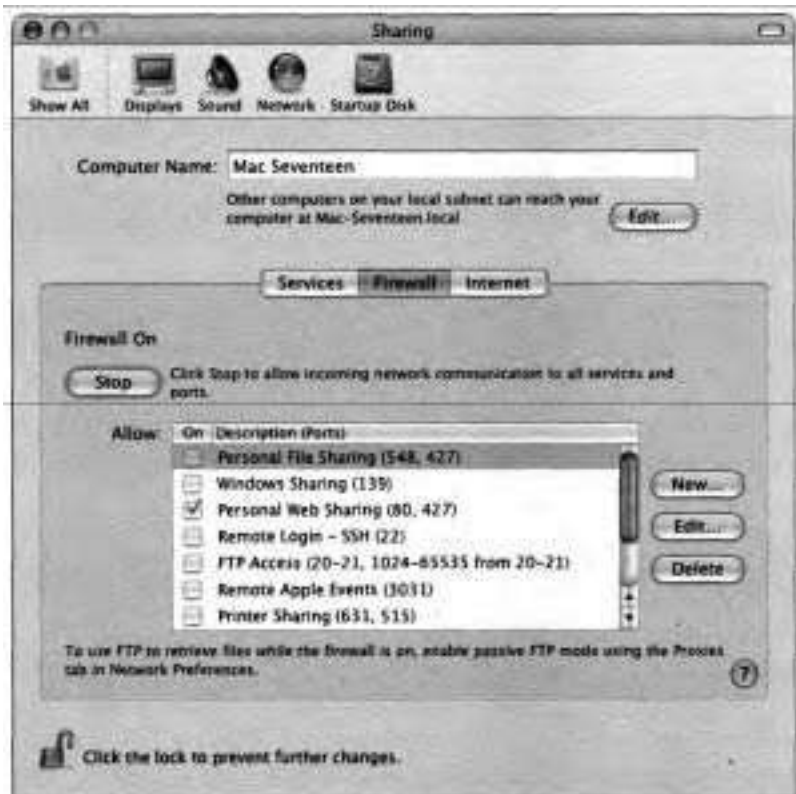 Sharing
Show All Displays Sound Network Startup Disk
Computer Name: Mac Seventeen
Other computers on your local subnet can reach your
computer at Mac-Seventeen.local
Edit...
Services Firewall Internet
Firewall On
Stop
Click Stop to allow incoming network communication to all services and
ports.
Allow: On Description (Ports)
Personal File Sharing (548, 427)
Windows Sharing (139)
Personal Web Sharing (80, 427)
Remote Login – SSH (22)
FTP Access (20–21, 1024–65535 from 20–21)
Remote Apple Events (3031)
Printer Sharing (631, 515)
New...
Edit...
Delete
To use FTP to retrieve files while the firewall is on, enable passive FTP mode using the Proxies
tab in Network Preferences.
?
Click the lock to prevent further changes.